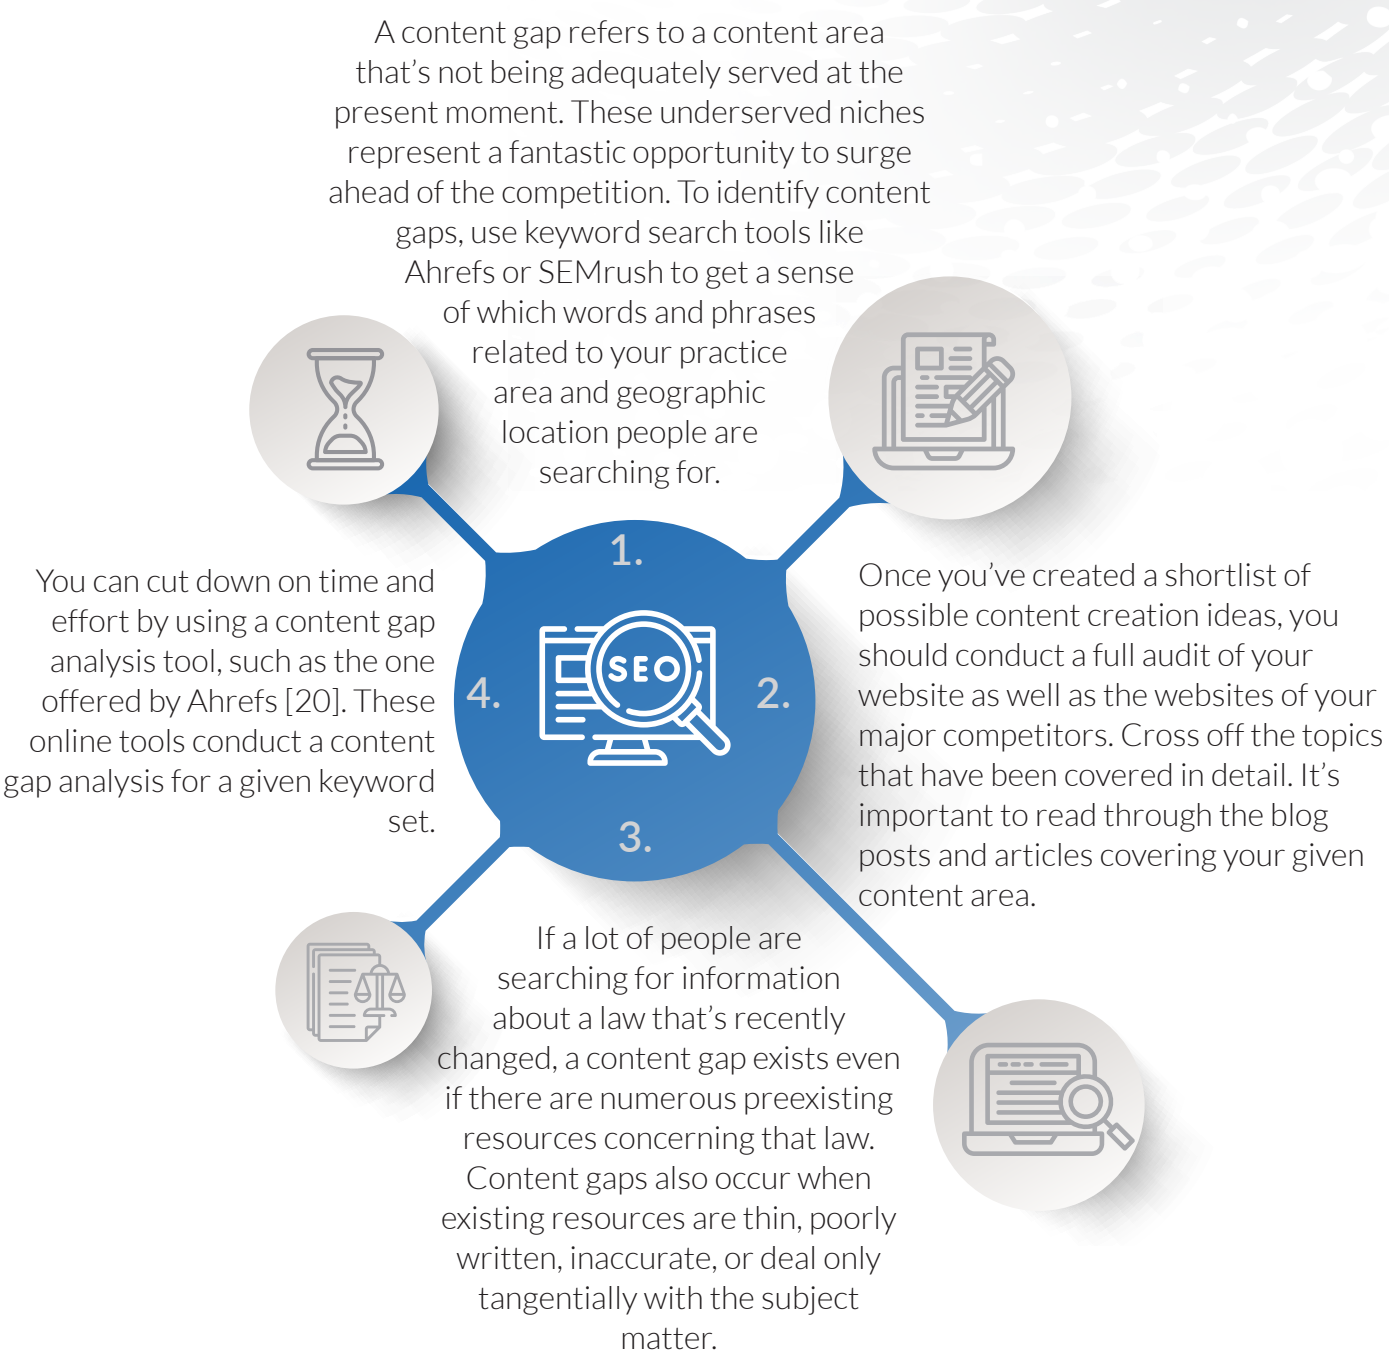 A content gap refers to a content area
that's not being adequately served at the
present moment. These underserved niches
represent a fantastic opportunity to surge
ahead of the competition. To identify content
gaps, use keyword search tools like
Ahrefs or SEMrush to get a sense
of which words and phrases
related to your practice
area and geographic
location people are
searching for.
1.
SEO
2.
Once you've created a shortlist of
possible content creation ideas, you
should conduct a full audit of your
website as well as the websites of your
major competitors. Cross off the topics
that have been covered in detail. It's
important to read through the blog
posts and articles covering your given
content area.
3.
If a lot of people are
searching for information
about a law that's recently
changed, a content gap exists even
if there are numerous preexisting
resources concerning that law.
Content gaps also occur when
existing resources are thin, poorly
written, inaccurate, or deal only
tangentially with the subject
matter.
4.
You can cut down on time and
effort by using a content gap
analysis tool, such as the one
offered by Ahrefs [20]. These
online tools conduct a content
gap analysis for a given keyword
set.